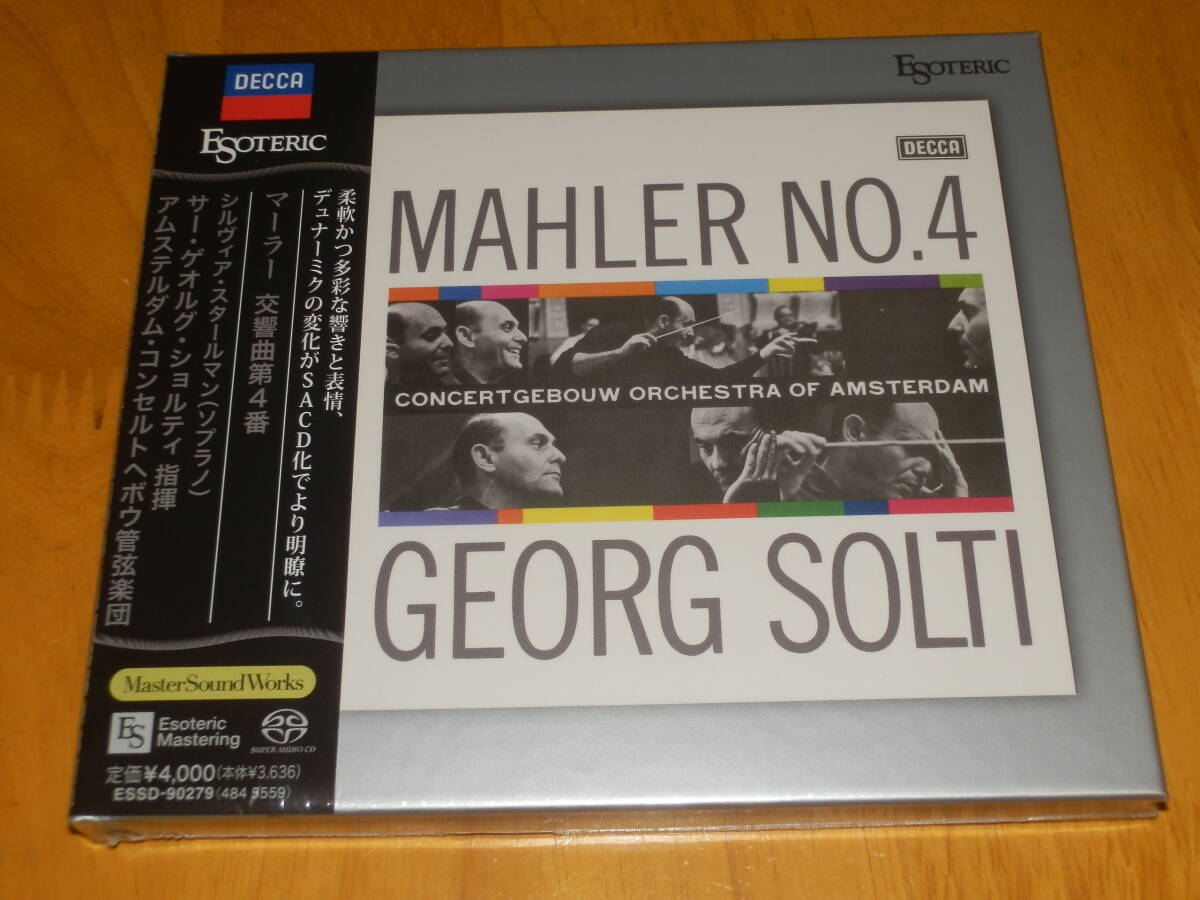 DECCA
ESOTERIC
柔軟かつ多彩な響きと表情、
デュナーミクの変化がSACD化でより明瞭に。
マーラー 交響曲第4番
シルヴィア・スタールマン(ソプラノ)
サー・ゲオルグ・ショルティ 指揮
アムステルダム・コンセルトヘボウ管弦楽団
MasterSoundWorks
ES
Esoteric
Mastering
SUPER AUDIO CD
定価¥4,000(本体¥3,636)
ESSD-90279(484 5559)
ESOTERIC
DECCA
MAHLER NO.4
CONCERTGEBOUW ORCHESTRA OF AMSTERDAM
GEORG SOLTI